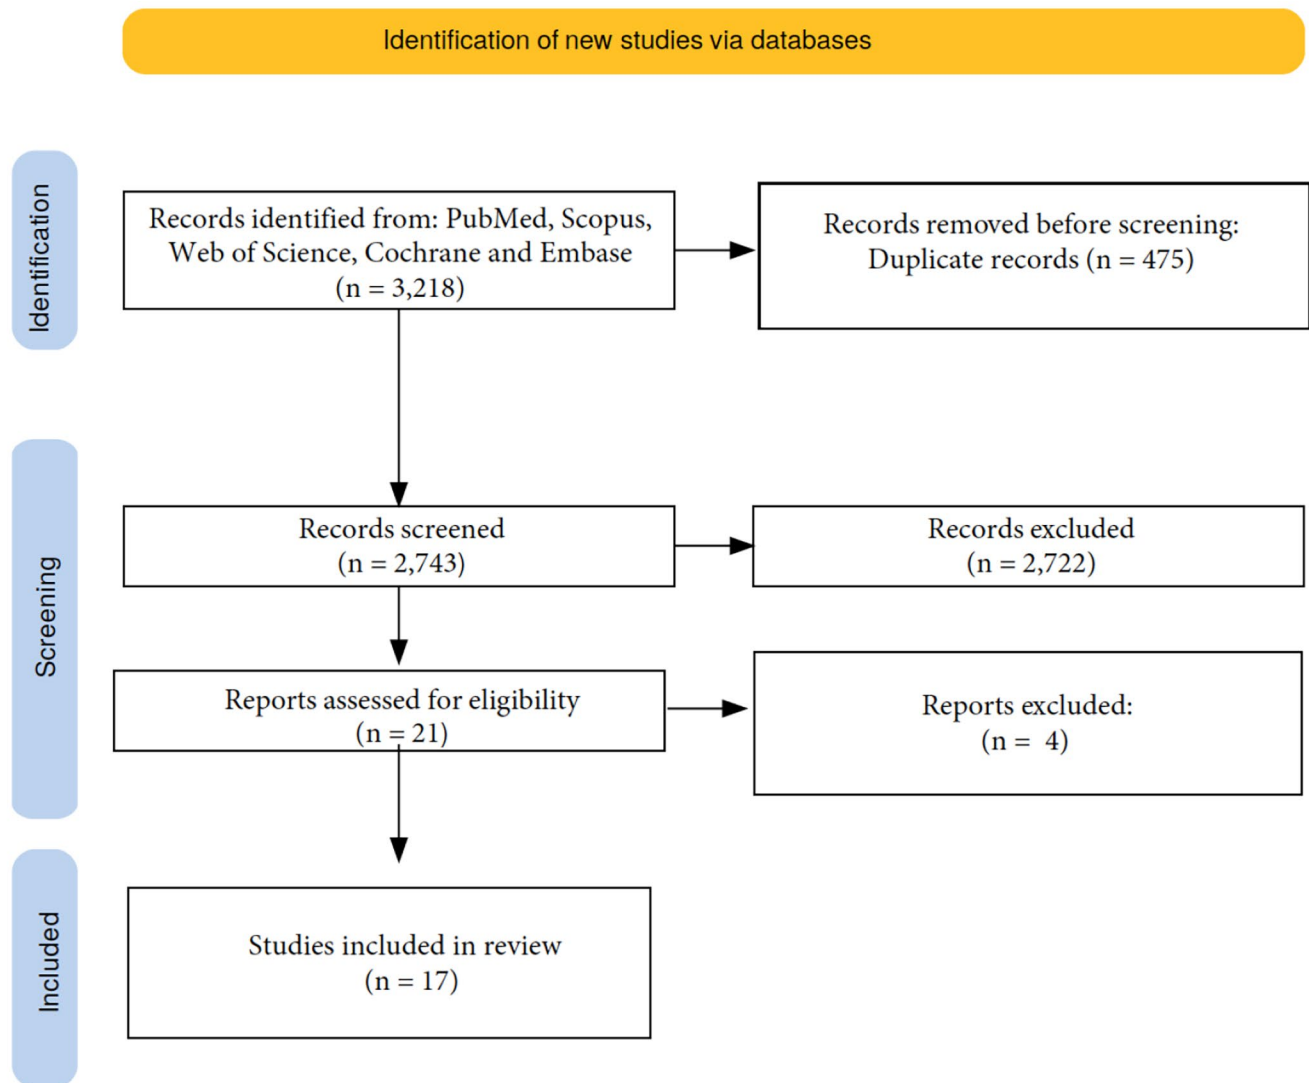 Identification of new studies via databases
Identification
Records identified from: PubMed, Scopus,
Web of Science, Cochrane and Embase
(n = 3,218)
Records removed before screening:
Duplicate records (n = 475)
Screening
Records screened
(n = 2,743)
Records excluded
(n = 2,722)
Reports assessed for eligibility
(n = 21)
Reports excluded:
(n = 4)
Included
Studies included in review
(n = 17)